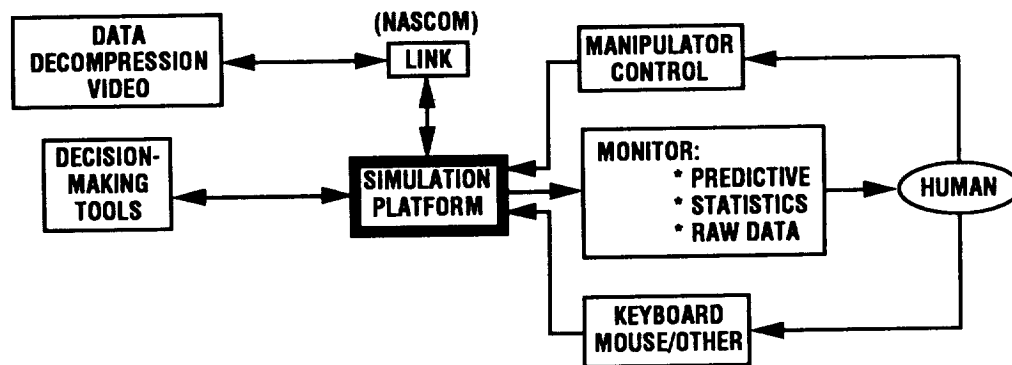 DATA
DECOMPRESSION
VIDEO
(NASCOM)
LINK
MANIPULATOR
CONTROL
DECISION-
MAKING
TOOLS
SIMULATION
PLATFORM
MONITOR:
* PREDICTIVE
* STATISTICS
* RAW DATA
HUMAN
KEYBOARD
MOUSE/OTHER